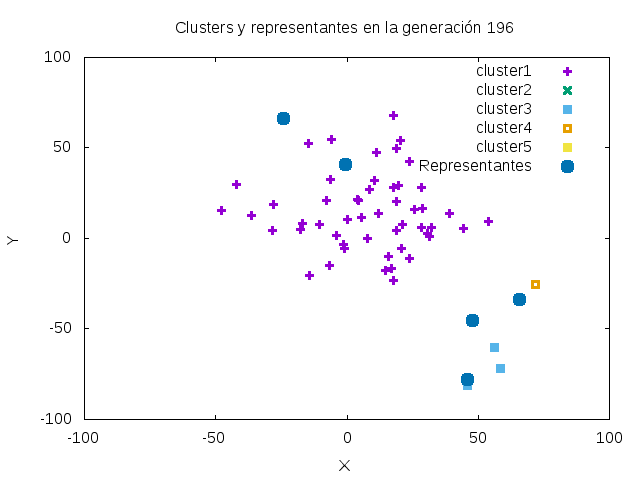 Clusters y representantes en la generación 196
100
50
0
-50
-100
-100
-50
0
50
100
Y
X
cluster1
cluster2
cluster3
cluster4
cluster5
Representantes